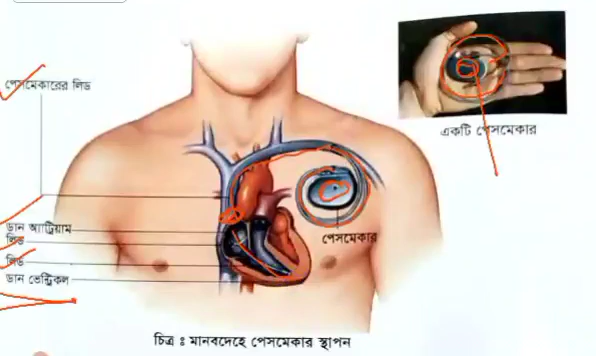 পেসমেকারের লিড
একটি পেসমেকার
ডান অ্যাট্রিয়াম
লিড
পেসমেকার
লিড
ডান ভেন্ট্রিকল
চিত্র ঃ মানবদেহে পেসমেকার স্থাপন